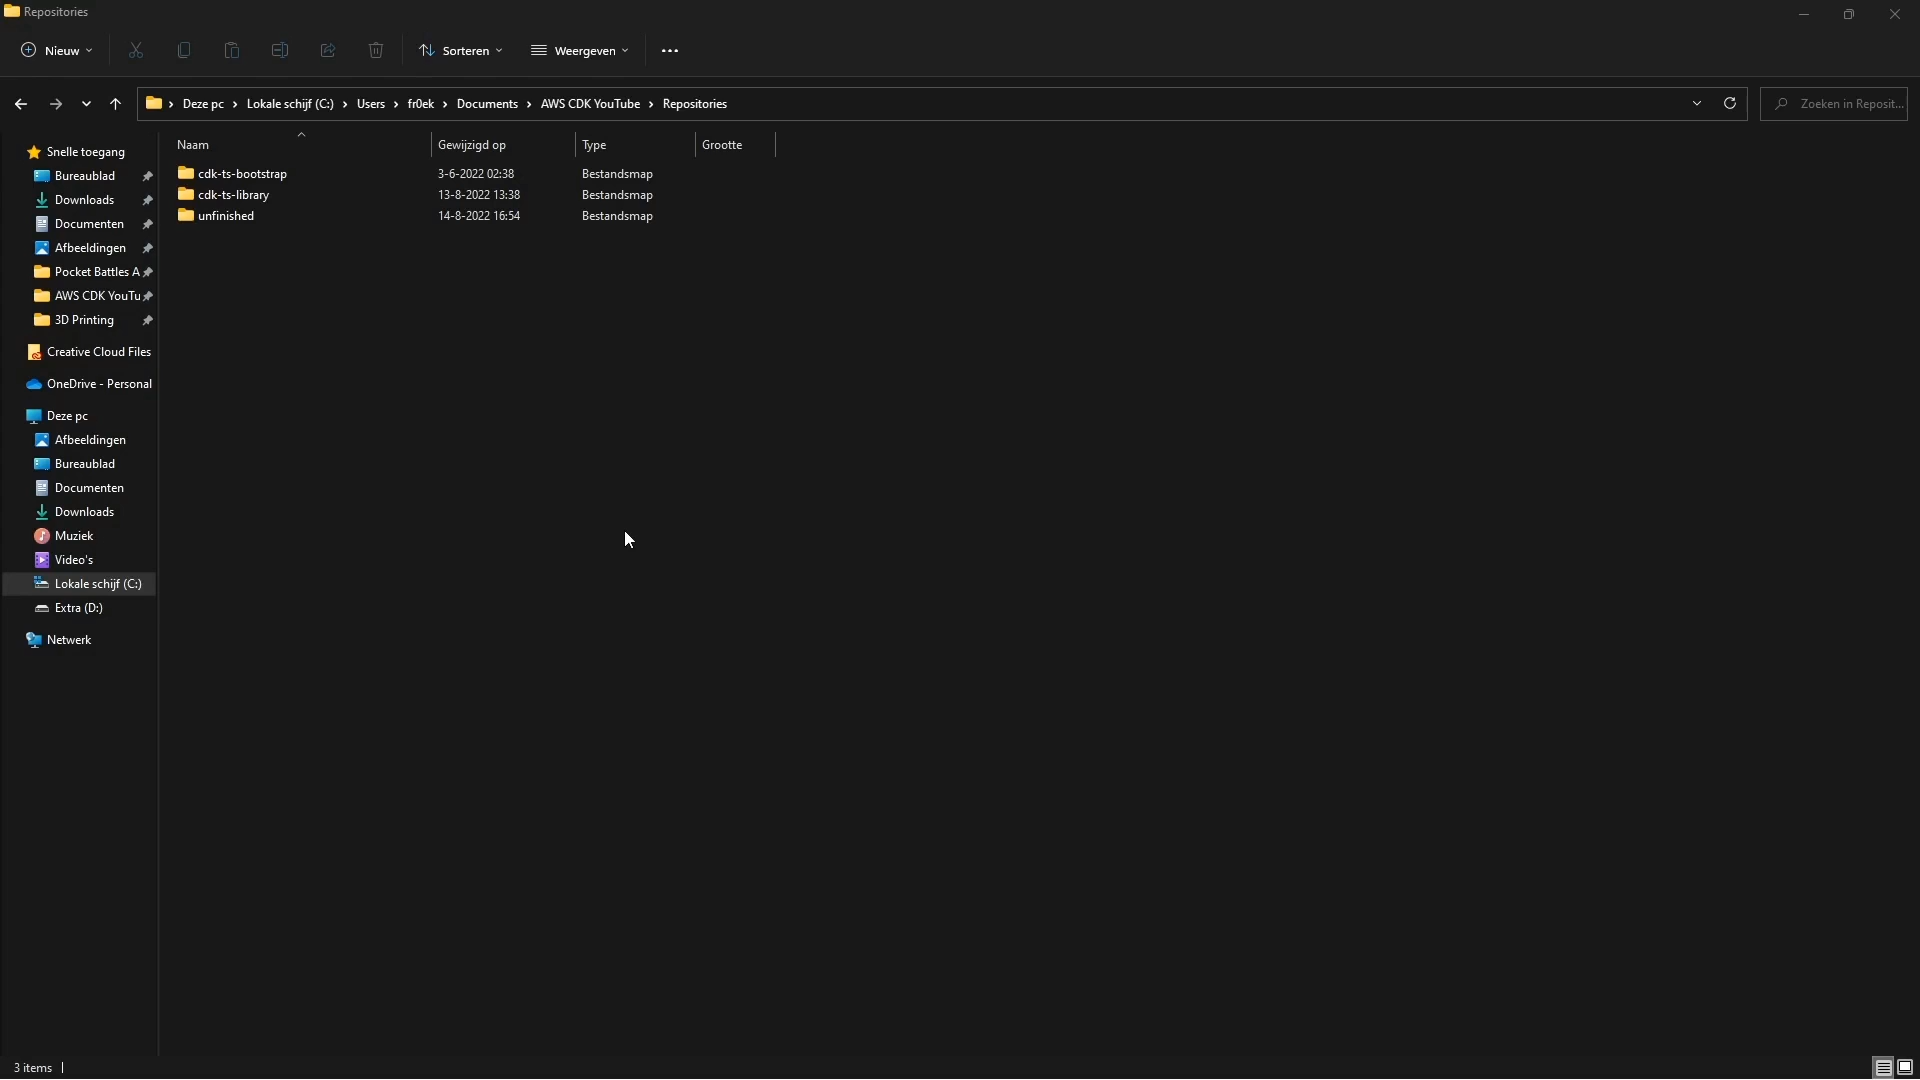 Repositories
Nieuw
Sorteren
Weergeven
Deze pc
Lokale schijf (C:)
Users
fr0ek
Documents
AWS CDK YouTube
Repositories
Zoeken in Reposit...
Naam
Gewijzigd op
Type
Grootte
cdk-ts-bootstrap
3-6-2022 02:38
Bestandsmap
cdk-ts-library
13-8-2022 13:38
Bestandsmap
unfinished
14-8-2022 16:54
Bestandsmap
Snelle toegang
Bureaublad
Downloads
Documenten
Afbeeldingen
Pocket Battles A
AWS CDK YouTu
3D Printing
Creative Cloud Files
OneDrive - Personal
Deze pc
Afbeeldingen
Bureaublad
Documenten
Downloads
Muziek
Video's
Lokale schijf (C:)
Extra (D:)
Netwerk
3 items